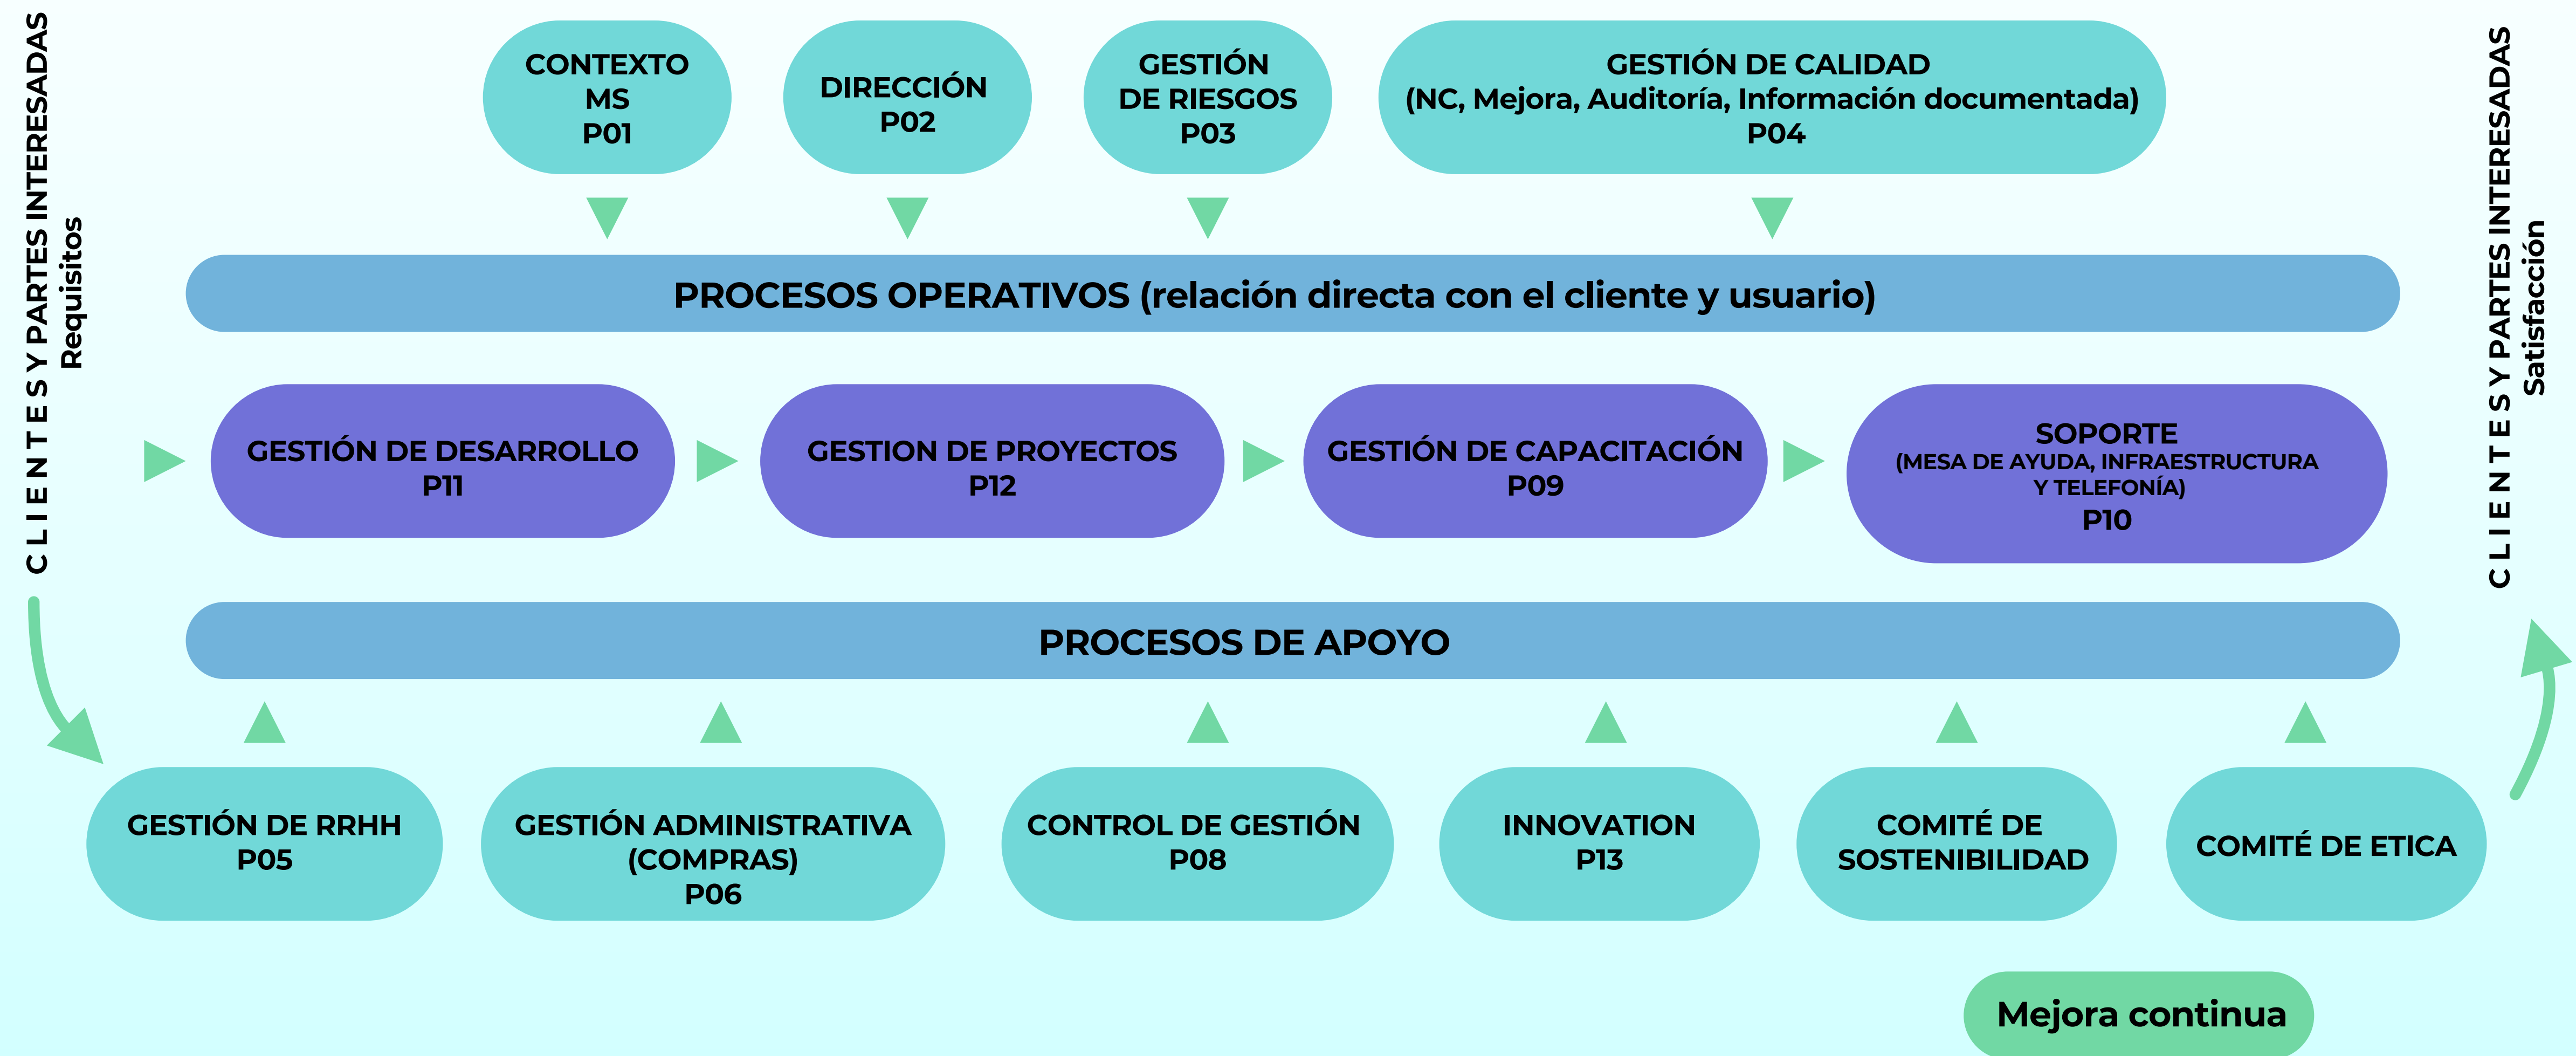 CLIENTES Y PARTES INTERESADAS
Requisitos
CONTEXTO
MS
P01
DIRECCIÓN
P02
GESTIÓN
DE RIESGOS
P03
GESTIÓN DE CALIDAD
(NC, Mejora, Auditoría, Información documentada)
P04
PROCESOS OPERATIVOS (relación directa con el cliente y usuario)
GESTIÓN DE DESARROLLO
P11
GESTION DE PROYECTOS
P12
GESTIÓN DE CAPACITACIÓN
P09
SOPORTE
(MESA DE AYUDA, INFRAESTRUCTURA
Y TELEFONÍA)
P10
PROCESOS DE APOYO
GESTIÓN DE RRHH
P05
GESTIÓN ADMINISTRATIVA
(COMPRAS)
P06
CONTROL DE GESTIÓN
P08
INNOVATION
P13
COMITÉ DE
SOSTENIBILIDAD
COMITÉ DE ETICA
CLIENTES Y PARTES INTERESADAS
Satisfacción
Mejora continua